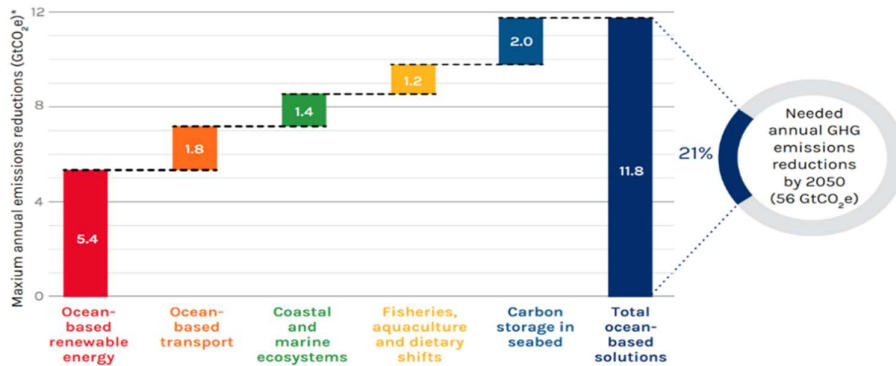 Maxium annual emissions reductions (GtCO₂e)*
12
8
4
0
5.4
1.8
1.4
1.2
2.0
11.8
Ocean-
based
renewable
energy
Ocean-
based
transport
Coastal
and
marine
ecosystems
Fisheries,
aquaculture
and dietary
shifts
Carbon
storage in
seabed
Total
ocean-
based
solutions
21%
Needed
annual GHG
emissions
reductions
by 2050
(56 GtCO₂e)